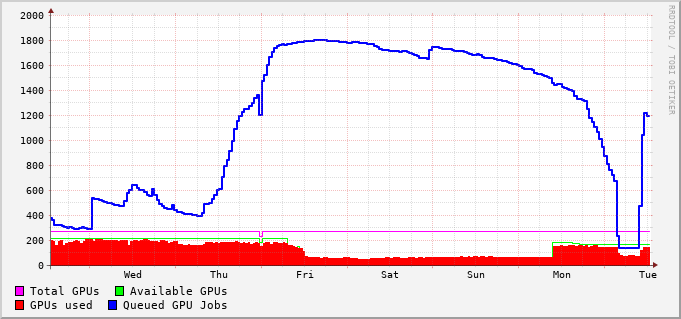 2000
1800
1600
1400
1200
1000
800
600
400
200
0
Wed Thu Fri Sat Sun Mon Tue
Total GPUs Available GPUs
GPUs used Queued GPU Jobs
RRDTOOL / TOBI OETIKER